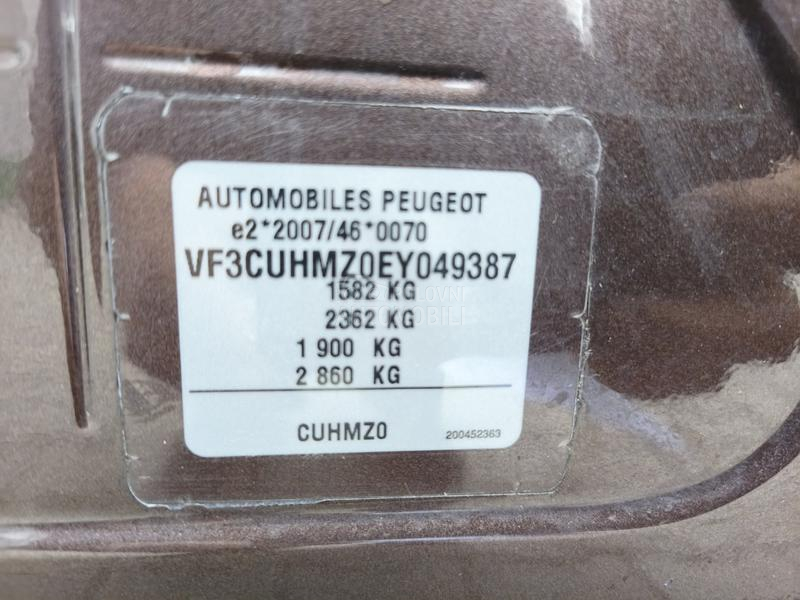 AUTOMOBILES PEUGEOT
e2*2007/46*0070
VF3CUHMZ0EY049387
1582 KG
2362 KG
1 900 KG
2 860 KG
CUHMZ0
200452363